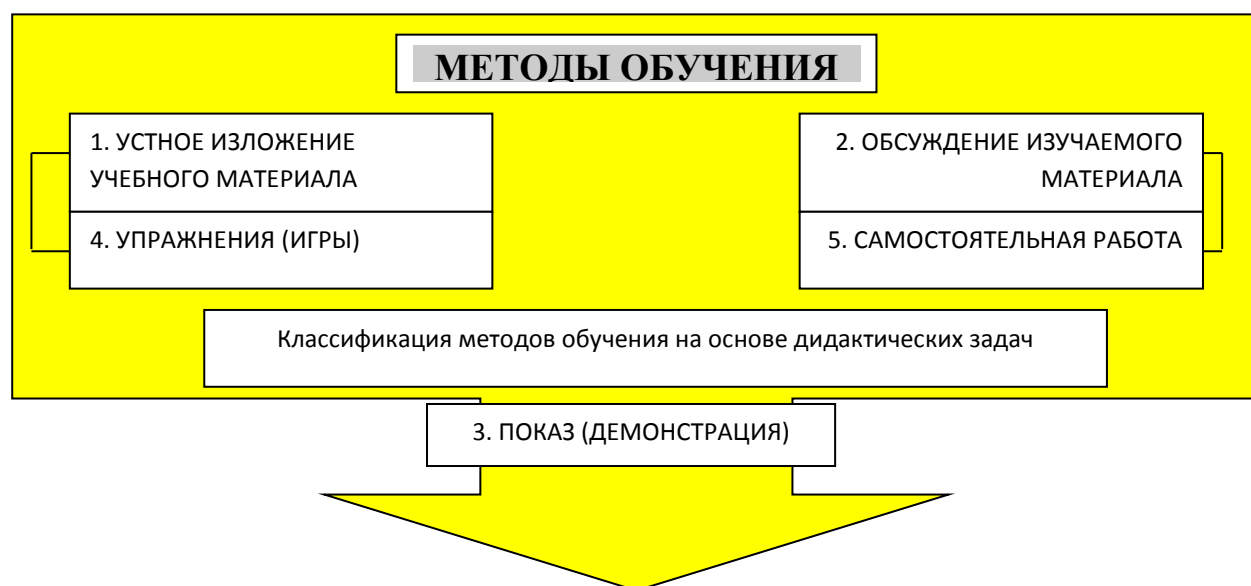 МЕТОДЫ ОБУЧЕНИЯ
1. УСТНОЕ ИЗЛОЖЕНИЕ
УЧЕБНОГО МАТЕРИАЛА
2. ОБСУЖДЕНИЕ ИЗУЧАЕМОГО
МАТЕРИАЛА
4. УПРАЖНЕНИЯ (ИГРЫ)
5. САМОСТОЯТЕЛЬНАЯ РАБОТА
Классификация методов обучения на основе дидактических задач
3. ПОКАЗ (ДЕМОНСТРАЦИЯ)